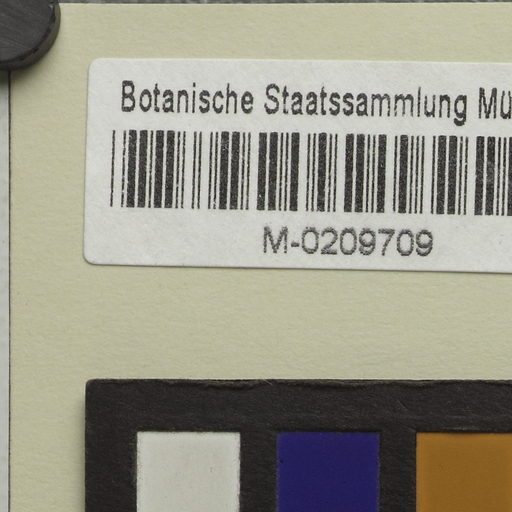 Botanische Staatssammlung Mü
M-0209709